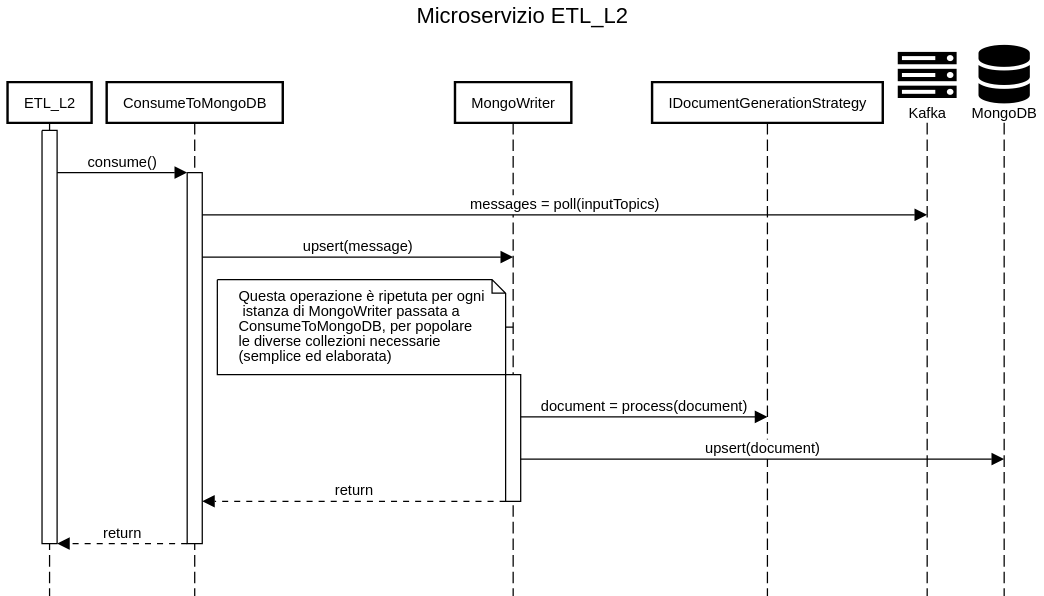 Microservizio ETL_L2
ETL_L2
ConsumeToMongoDB
MongoWriter
IDocumentGenerationStrategy
Kafka
MongoDB
consume()
messages = poll(inputTopics)
upsert(message)
Questa operazione è ripetuta per ogni
istanza di MongoWriter passata a
ConsumeToMongoDB, per popolare
le diverse collezioni necessarie
(semplice ed elaborata)
document = process(document)
upsert(document)
return
return